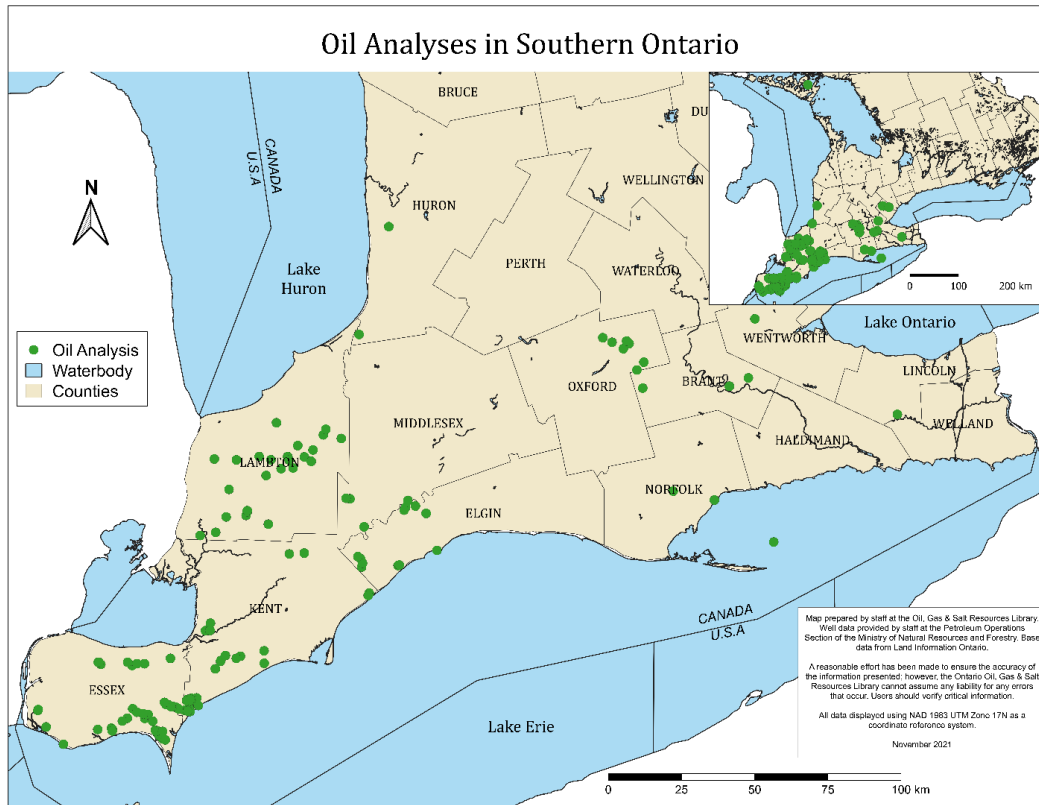 Oil Analyses in Southern Ontario
BRUCE
DU
CANADA
U.S.A
N
WELLINGTON
HURON
PERTH
WATERLOO
Lake
Huron
0 100 200 km
Lake Ontario
WENTWORTH
Oil Analysis
Waterbody
Counties
LINCOLN
OXFORD
BRANT
MIDDLESEX
WELLAND
HALDIMAND
LAMBTON
NORFOLK
ELGIN
KENT
CANADA
U.S.A
ESSEX
Lake Erie
Map prepared by staff at the Oil, Gas & Salt Resources Library.
Well data provided by staff at the Petroleum Operations
Section of the Ministry of Natural Resources and Forestry. Base
data from Land Information Ontario.
A reasonable effort has been made to ensure the accuracy of
the information presented; however, the Ontario Oil, Gas & Salt
Resources Library cannot assume any liability for any errors
that occur. Users should verify critical information.
All data displayed using NAD 1983 UTM Zone 17N as a
coordinate reference system.
November 2021
0 25 50 75 100 km